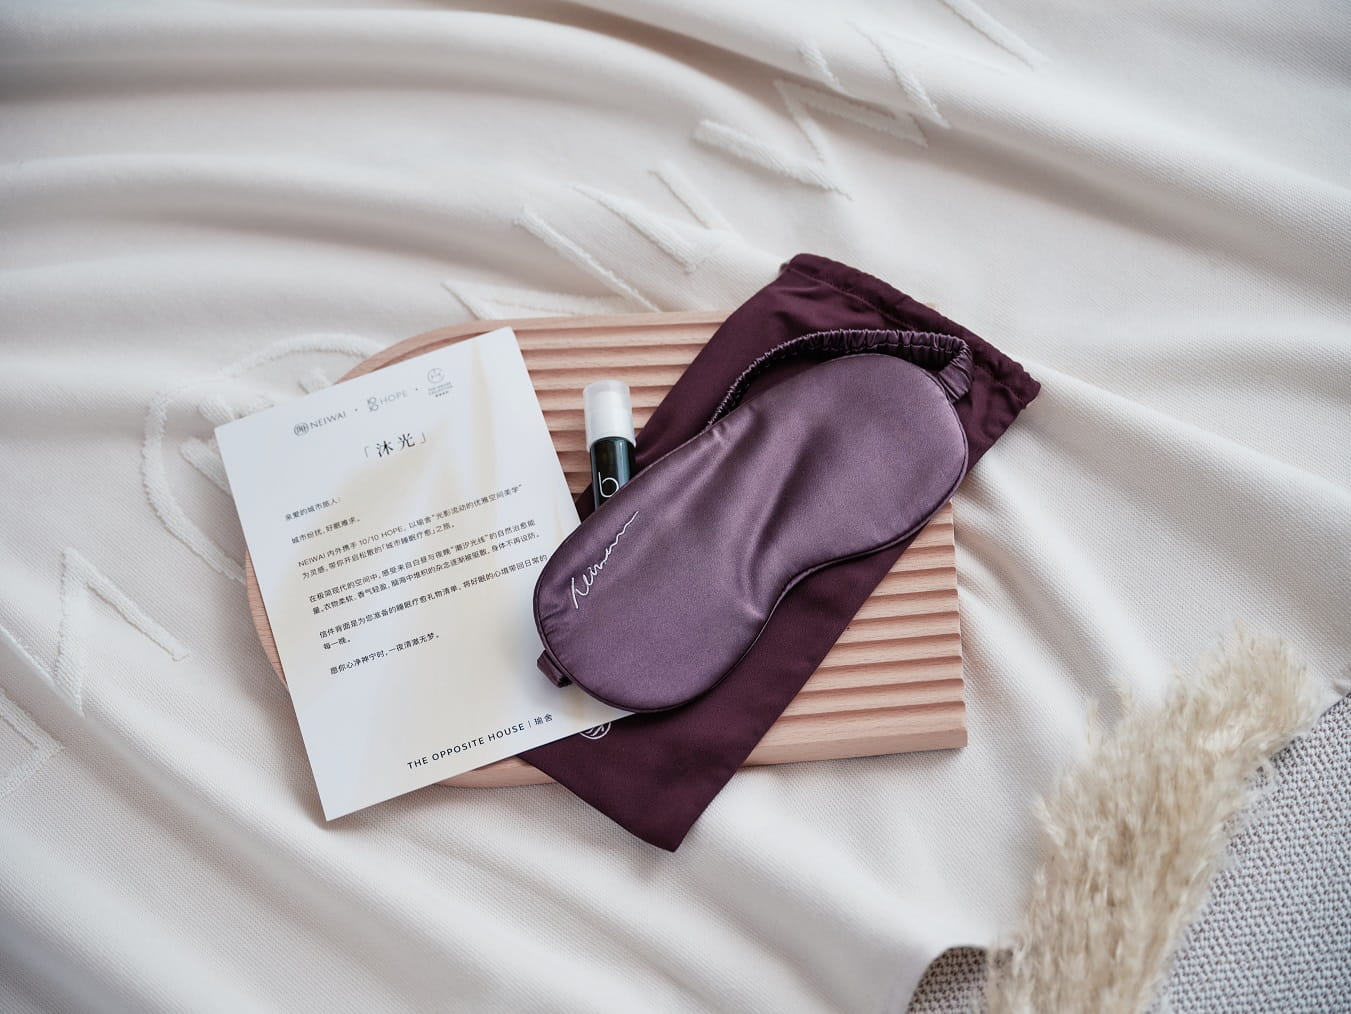 NEIWAI · 10/10 HOPE ·
「沐光」
亲爱的城市旅人:
城市纷扰,好眠难求。
NEIWAI 内外携手 10/10 HOPE, 以瑜舍“光影流动的优雅空间美学”
为灵感,带你开启松散的「城市睡眠疗愈」之旅。
在极简现代的空间中,感受来自白昼与夜晚“潮汐光线”的自然治愈能
量,衣物柔软、香气轻盈,脑海中堆积的杂念逐渐被驱散,身体不再设防。
信件背面是为您准备的睡眠疗愈礼物清单,将好眠的心境带回日常的
每一晚。
愿你心净神宁时,一夜清澈无梦。
THE OPPOSITE HOUSE | 瑜舍
b